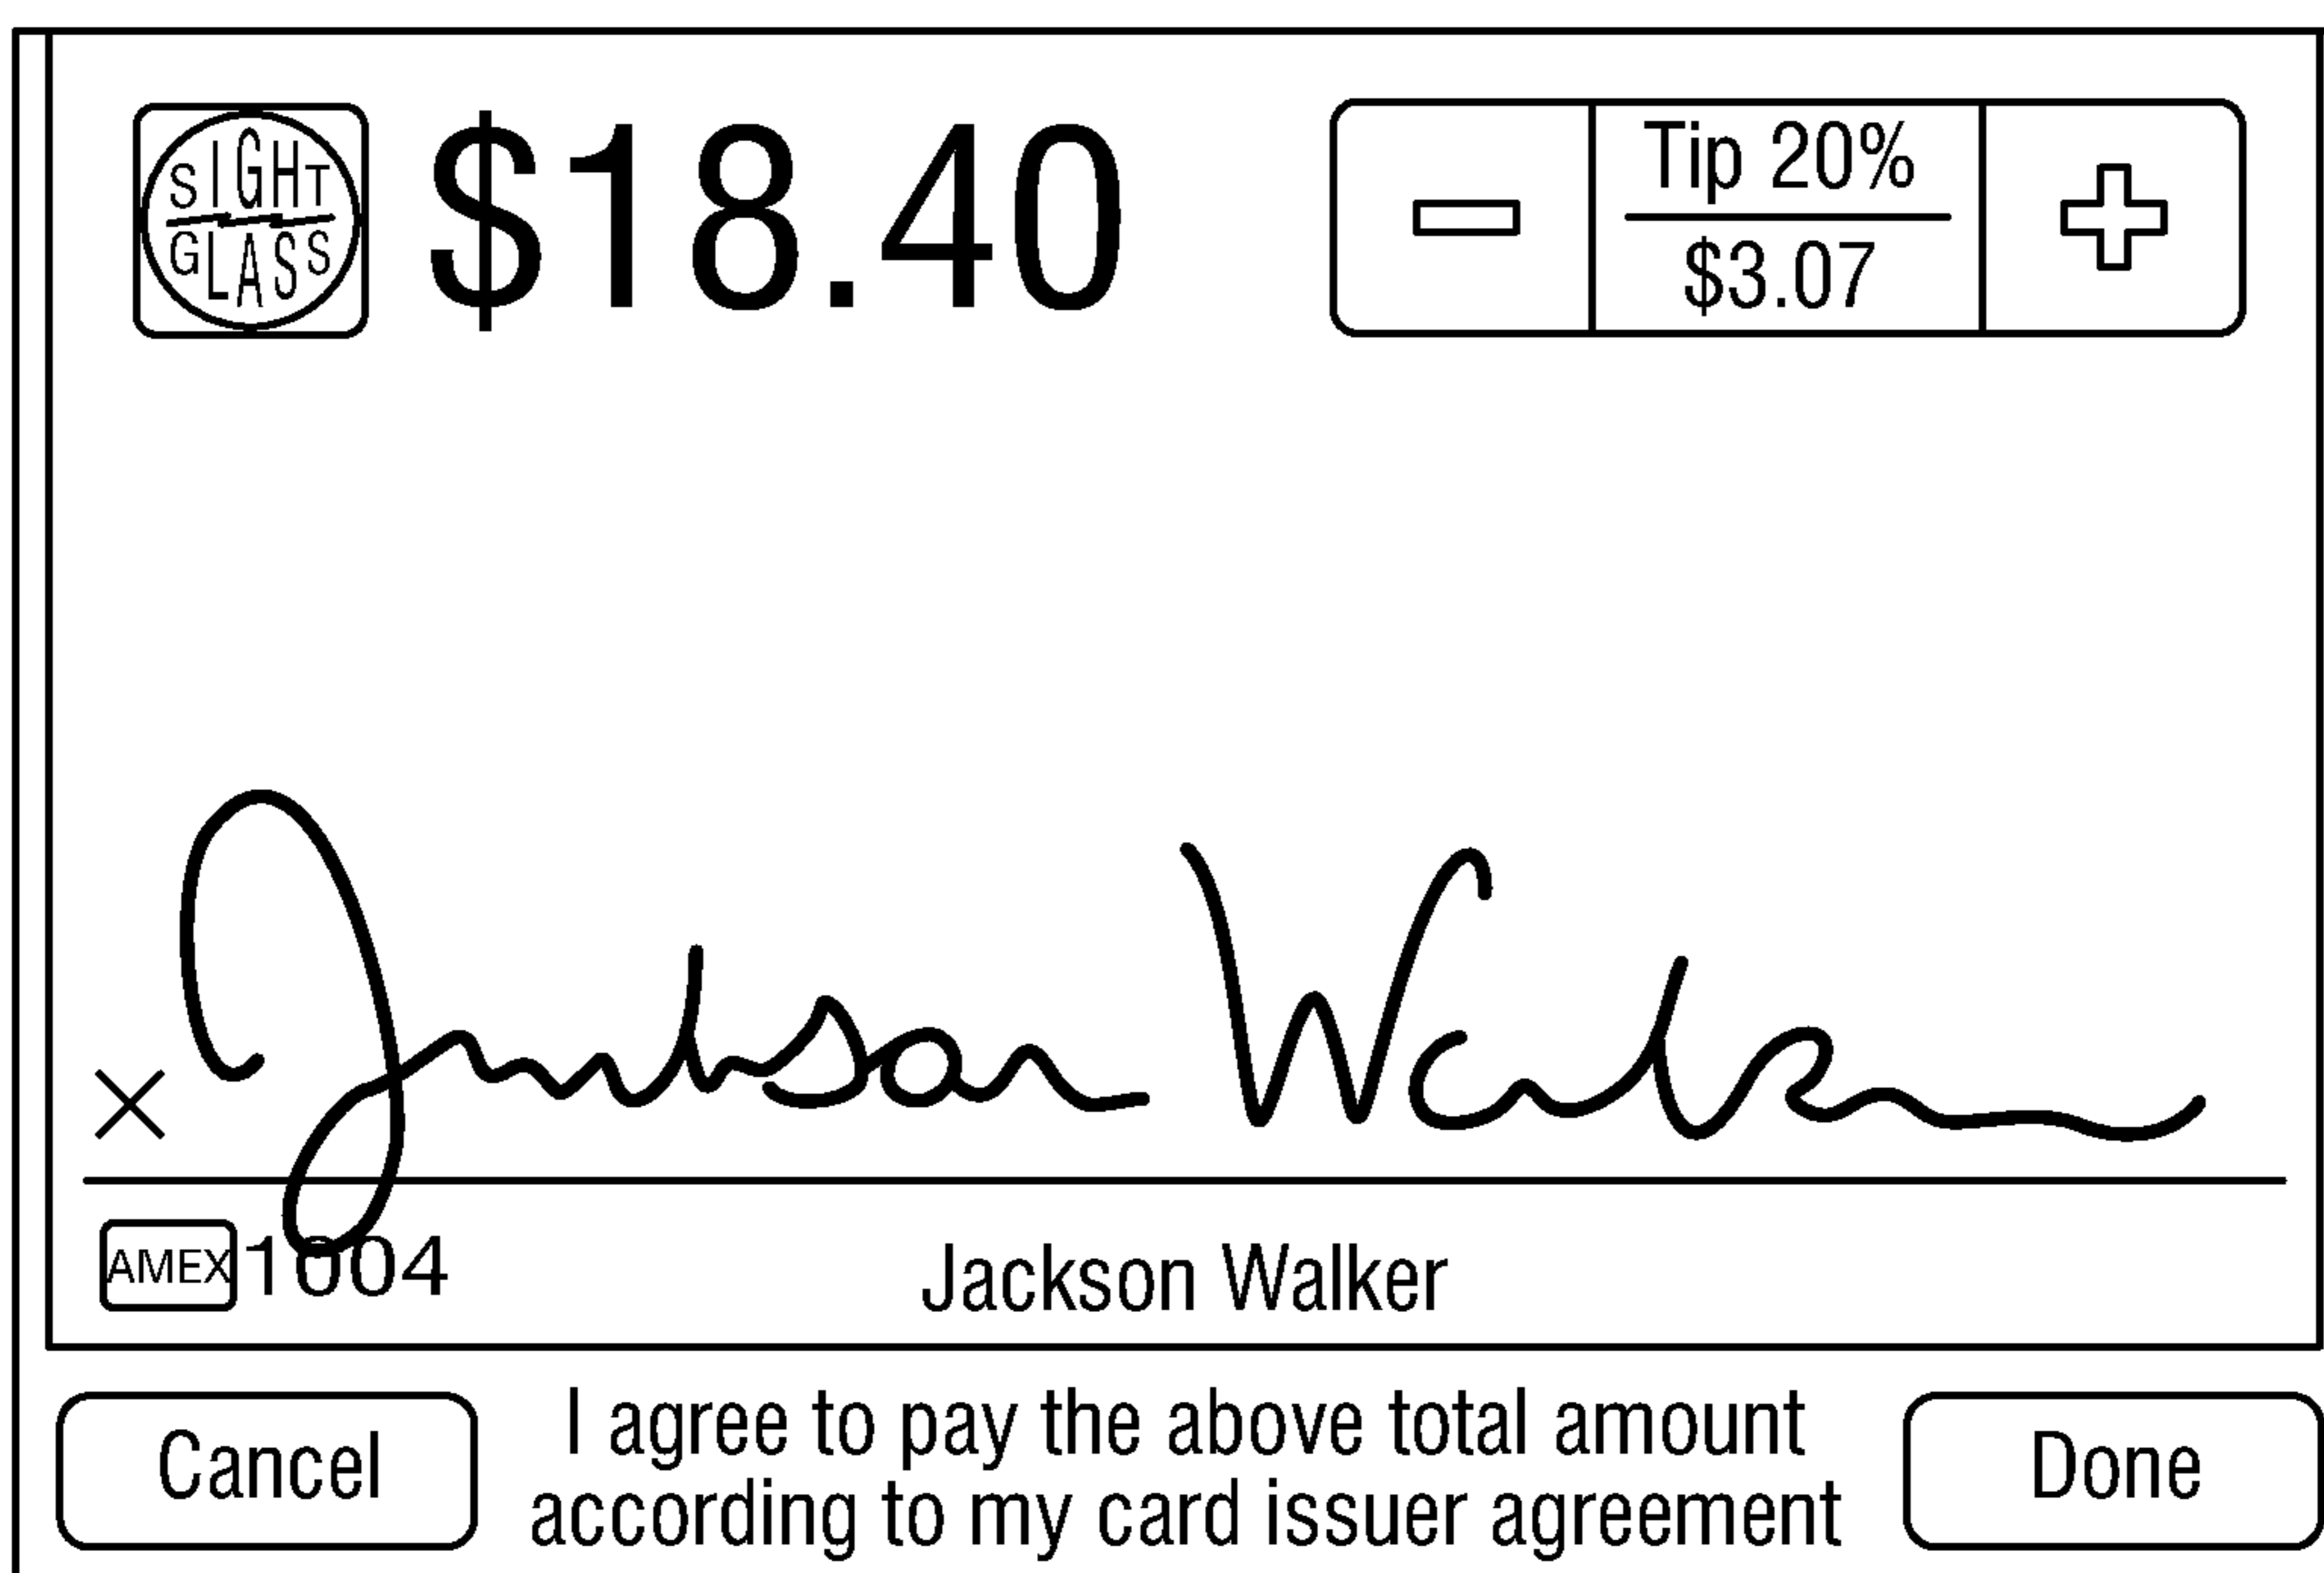 SIGHT
GLASS
$18.40
Tip 20%
$3.07
Jackson Walker
AMEX 1004
Jackson Walker
Cancel
I agree to pay the above total amount
according to my card issuer agreement
Done